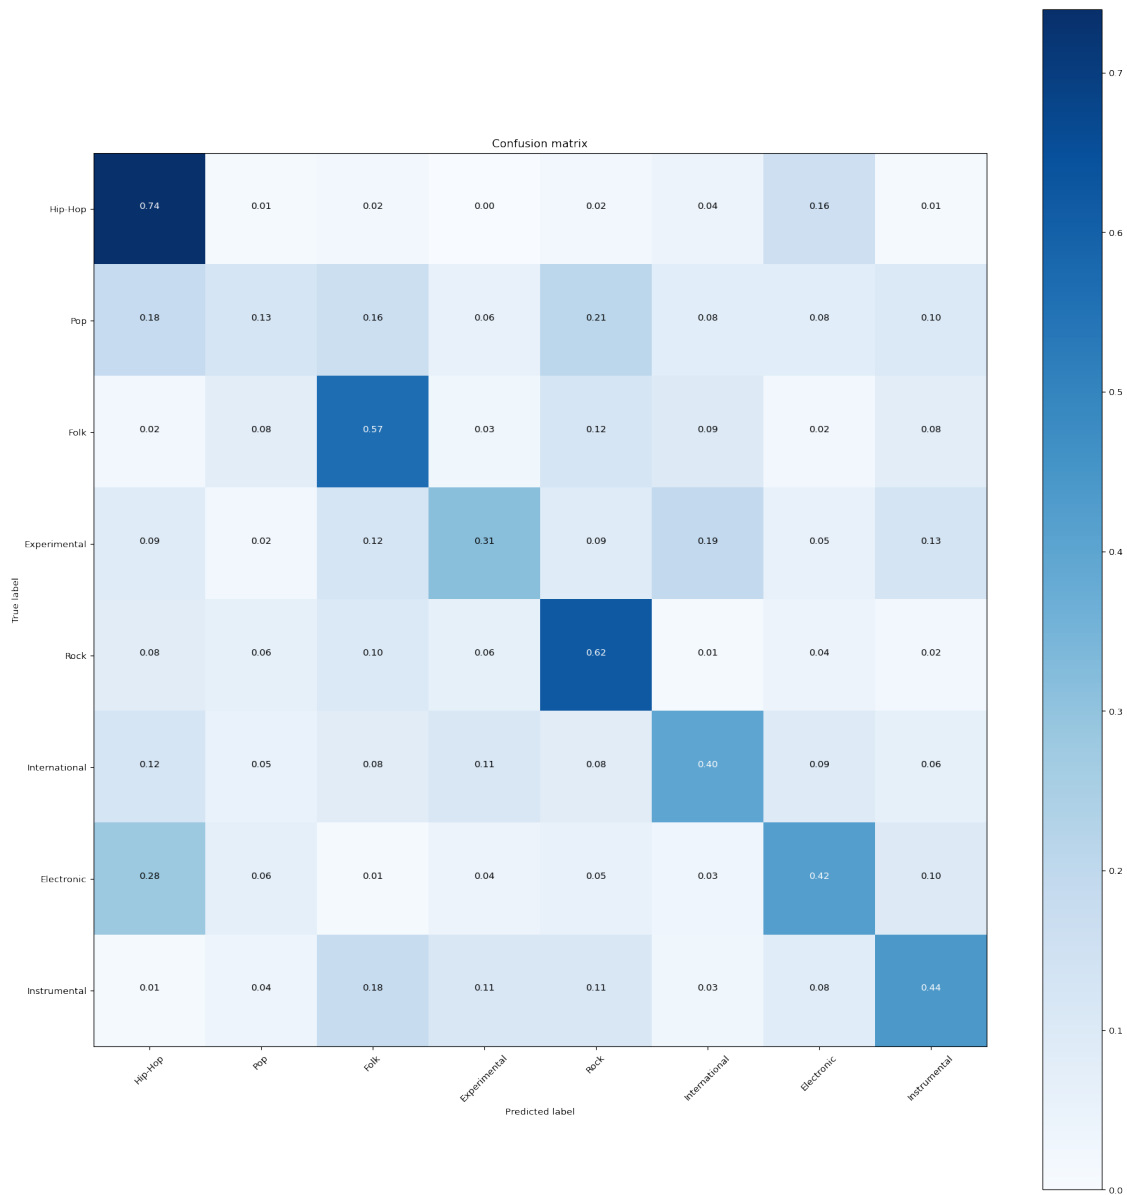 Confusion matrix
Hip-Hop 0.74 0.01 0.02 0.00 0.02 0.04 0.16 0.01
Pop 0.18 0.13 0.16 0.06 0.21 0.08 0.08 0.10
Folk 0.02 0.08 0.57 0.03 0.12 0.09 0.02 0.08
Experimental 0.09 0.02 0.12 0.31 0.09 0.19 0.05 0.13
Rock 0.08 0.06 0.10 0.06 0.62 0.01 0.04 0.02
International 0.12 0.05 0.08 0.11 0.08 0.40 0.09 0.06
Electronic 0.28 0.06 0.01 0.04 0.05 0.03 0.42 0.10
Instrumental 0.01 0.04 0.18 0.11 0.11 0.03 0.08 0.44
True label
Hip-Hop Pop Folk Experimental Rock International Electronic Instrumental
Predicted label
0.7
0.6
0.5
0.4
0.3
0.2
0.1
0.0